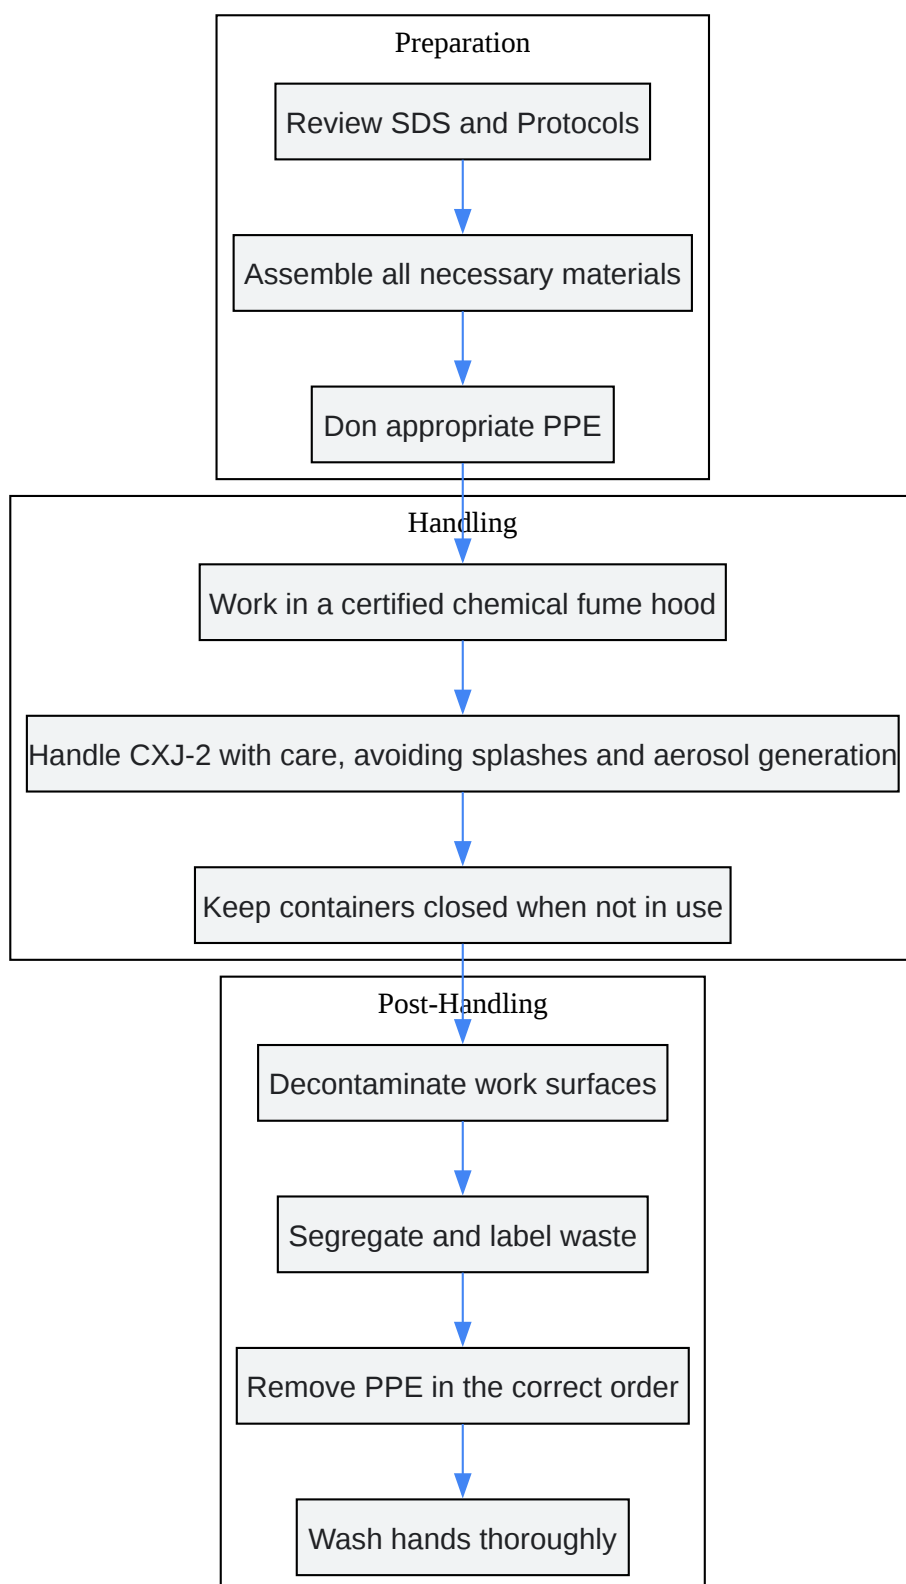 Preparation
Review SDS and Protocols
Assemble all necessary materials
Don appropriate PPE
Handling
Work in a certified chemical fume hood
Handle CXJ-2 with care, avoiding splashes and aerosol generation
Keep containers closed when not in use
Post-Handling
Decontaminate work surfaces
Segregate and label waste
Remove PPE in the correct order
Wash hands thoroughly